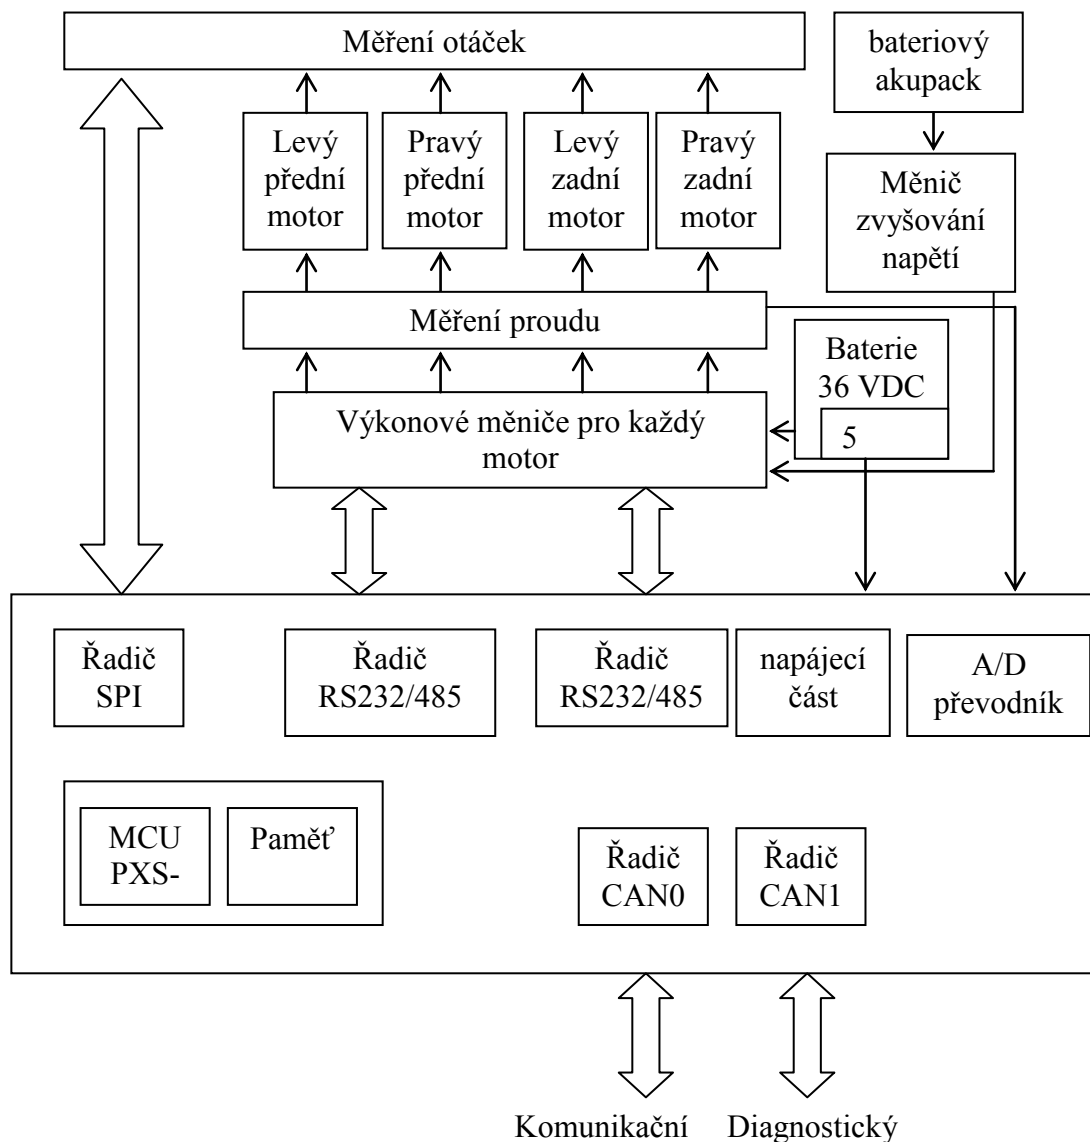 Měření otáček
bateriový
akupack
Levý
přední
motor
Pravý
přední
motor
Levý
zadní
motor
Pravý
zadní
motor
Měnič
zvyšování
napětí
Měření proudu
Baterie
36 VDC
5
Výkonové měniče pro každý
motor
Řadič
SPI
Řadič
RS232/485
Řadič
RS232/485
napájecí
část
A/D
převodník
MCU
PXS-
Paměť
Řadič
CAN0
Řadič
CAN1
Komunikační
Diagnostický